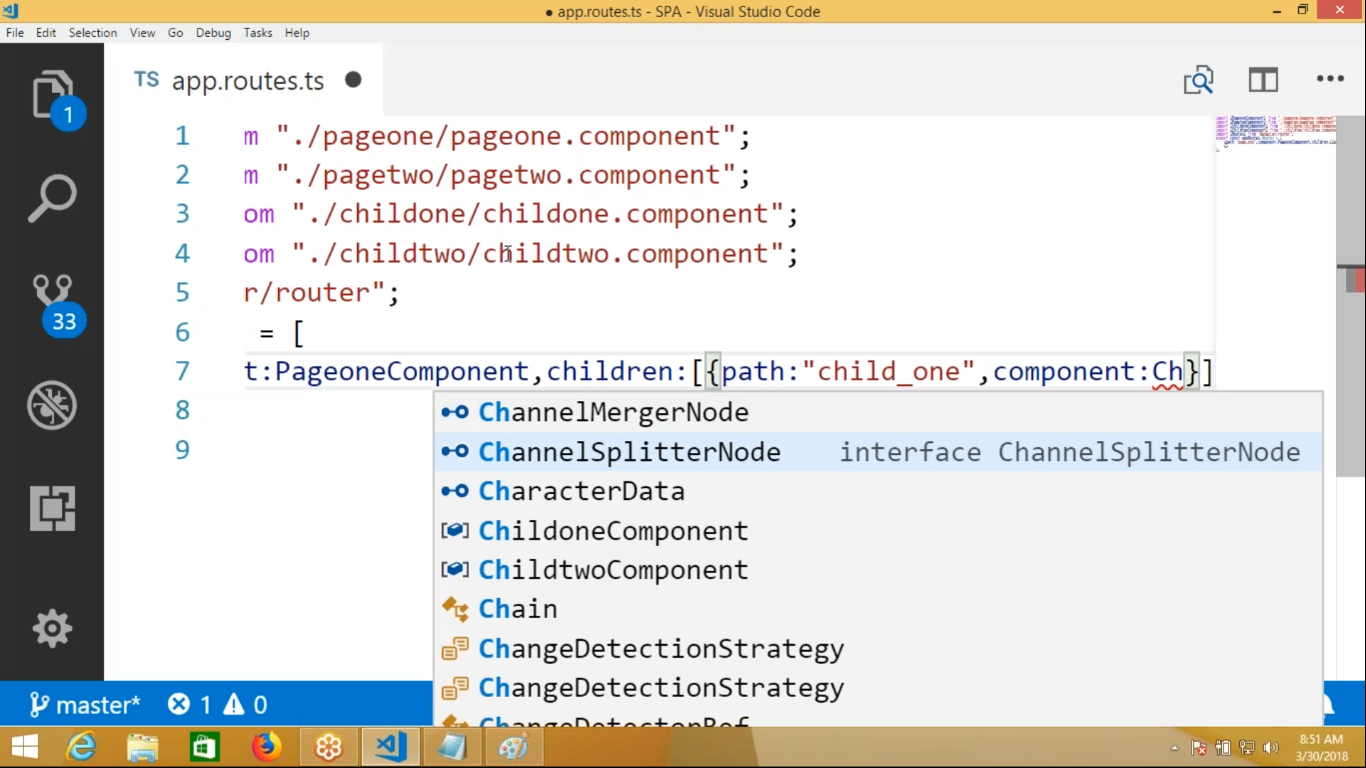 ● app.routes.ts - SPA - Visual Studio Code
File Edit Selection View Go Debug Tasks Help
TS app.routes.ts ●
1
1 m "./pageone/pageone.component";
2 m "./pagetwo/pagetwo.component";
3 om "./childone/childone.component";
4 om "./childtwo/childtwo.component";
5 r/router";
6 = [
7 t:PageoneComponent,children:[{path:"child_one",component:Ch}]
8
9
33
ChannelMergerNode
ChannelSplitterNode interface ChannelSplitterNode
CharacterData
ChildoneComponent
ChildtwoComponent
Chain
ChangeDetectionStrategy
ChangeDetectionStrategy
ChangeDetectorRef
master* 1 0
8:51 AM
3/30/2018